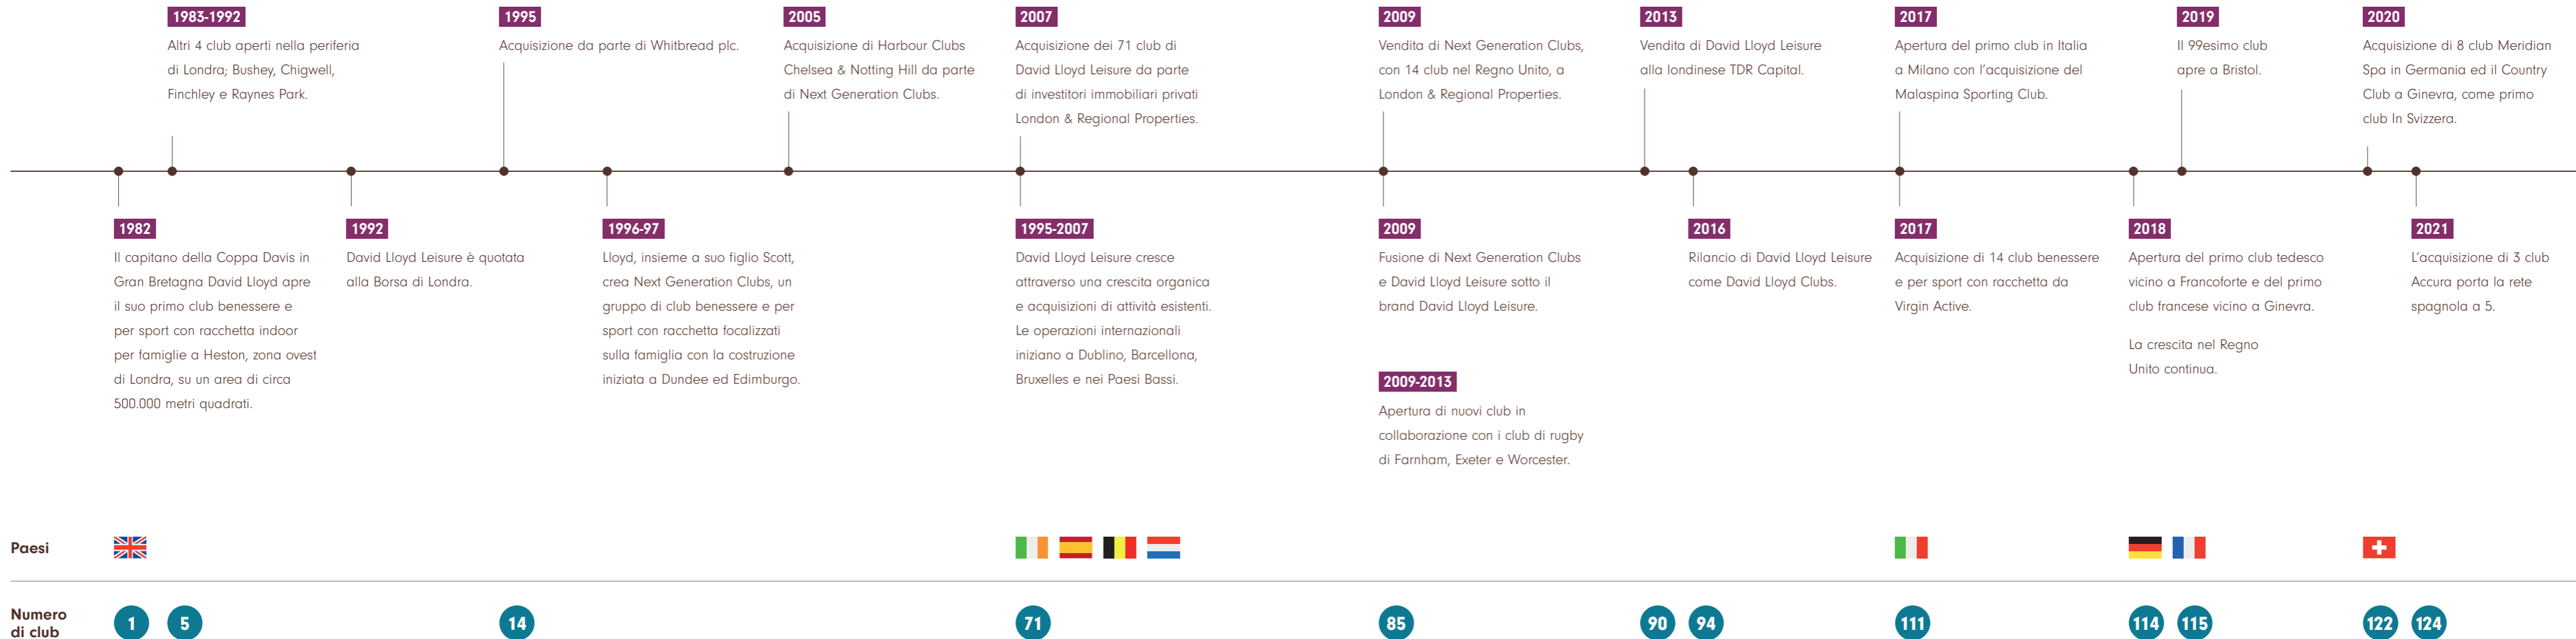 1983-1992
Altri 4 club aperti nella periferia
di Londra; Bushey, Chigwell,
Finchley e Raynes Park.
1995
Acquisizione da parte di Whitbread plc.
2005
Acquisizione di Harbour Clubs
Chelsea & Notting Hill da parte
di Next Generation Clubs.
2007
Acquisizione dei 71 club di
David Lloyd Leisure da parte
di investitori immobiliari privati
London & Regional Properties.
2009
Vendita di Next Generation Clubs,
con 14 club nel Regno Unito, a
London & Regional Properties.
2013
Vendita di David Lloyd Leisure
alla londinese TDR Capital.
2017
Apertura del primo club in Italia
a Milano con l’acquisizione del
Malaspina Sporting Club.
2019
Il 99esimo club
apre a Bristol.
2020
Acquisizione di 8 club Meridian
Spa in Germania ed il Country
Club a Ginevra, come primo
club In Svizzera.
1982
Il capitano della Coppa Davis in
Gran Bretagna David Lloyd apre
il suo primo club benessere e
per sport con racchetta indoor
per famiglie a Heston, zona ovest
di Londra, su un area di circa
500.000 metri quadrati.
1992
David Lloyd Leisure è quotata
alla Borsa di Londra.
1996-97
Lloyd, insieme a suo figlio Scott,
crea Next Generation Clubs, un
gruppo di club benessere e per
sport con racchetta focalizzati
sulla famiglia con la costruzione
iniziata a Dundee ed Edimburgo.
1995-2007
David Lloyd Leisure cresce
attraverso una crescita organica
e acquisizioni di attività esistenti.
Le operazioni internazionali
iniziano a Dublino, Barcellona,
Bruxelles e nei Paesi Bassi.
2009
Fusione di Next Generation Clubs
e David Lloyd Leisure sotto il
brand David Lloyd Leisure.
2009-2013
Apertura di nuovi club in
collaborazione con i club di rugby
di Farnham, Exeter e Worcester.
2016
Rilancio di David Lloyd Leisure
come David Lloyd Clubs.
2017
Acquisizione di 14 club benessere
e per sport con racchetta da
Virgin Active.
2018
Apertura del primo club tedesco
vicino a Francoforte e del primo
club francese vicino a Ginevra.
La crescita nel Regno
Unito continua.
2021
L’acquisizione di 3 club
Accura porta la rete
spagnola a 5.
Paesi
Numero
di club
1
5
14
71
85
90
94
111
114
115
122
124